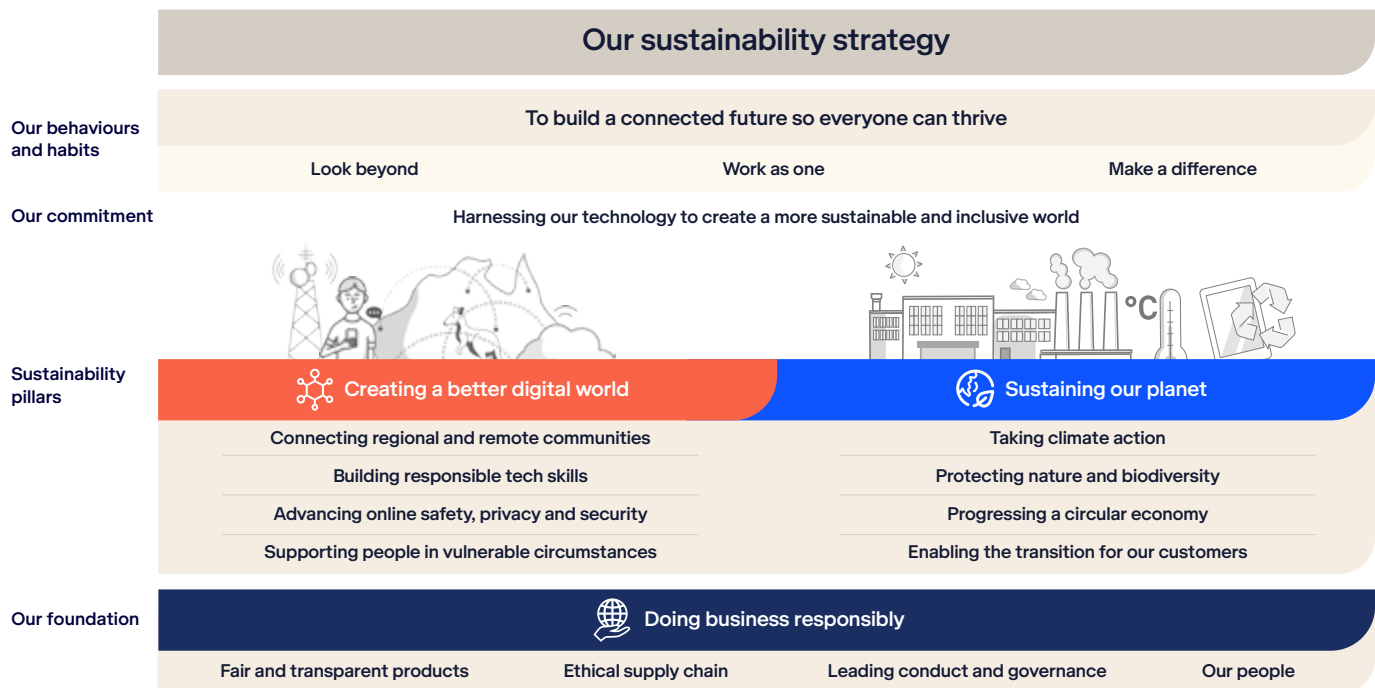 Our sustainability strategy
Our behaviours
and habits
To build a connected future so everyone can thrive
Look beyond
Work as one
Make a difference
Our commitment
Harnessing our technology to create a more sustainable and inclusive world
°C
Sustainability
pillars
Creating a better digital world
Connecting regional and remote communities
Building responsible tech skills
Advancing online safety, privacy and security
Supporting people in vulnerable circumstances
Sustaining our planet
Taking climate action
Protecting nature and biodiversity
Progressing a circular economy
Enabling the transition for our customers
Our foundation
Doing business responsibly
Fair and transparent products
Ethical supply chain
Leading conduct and governance
Our people